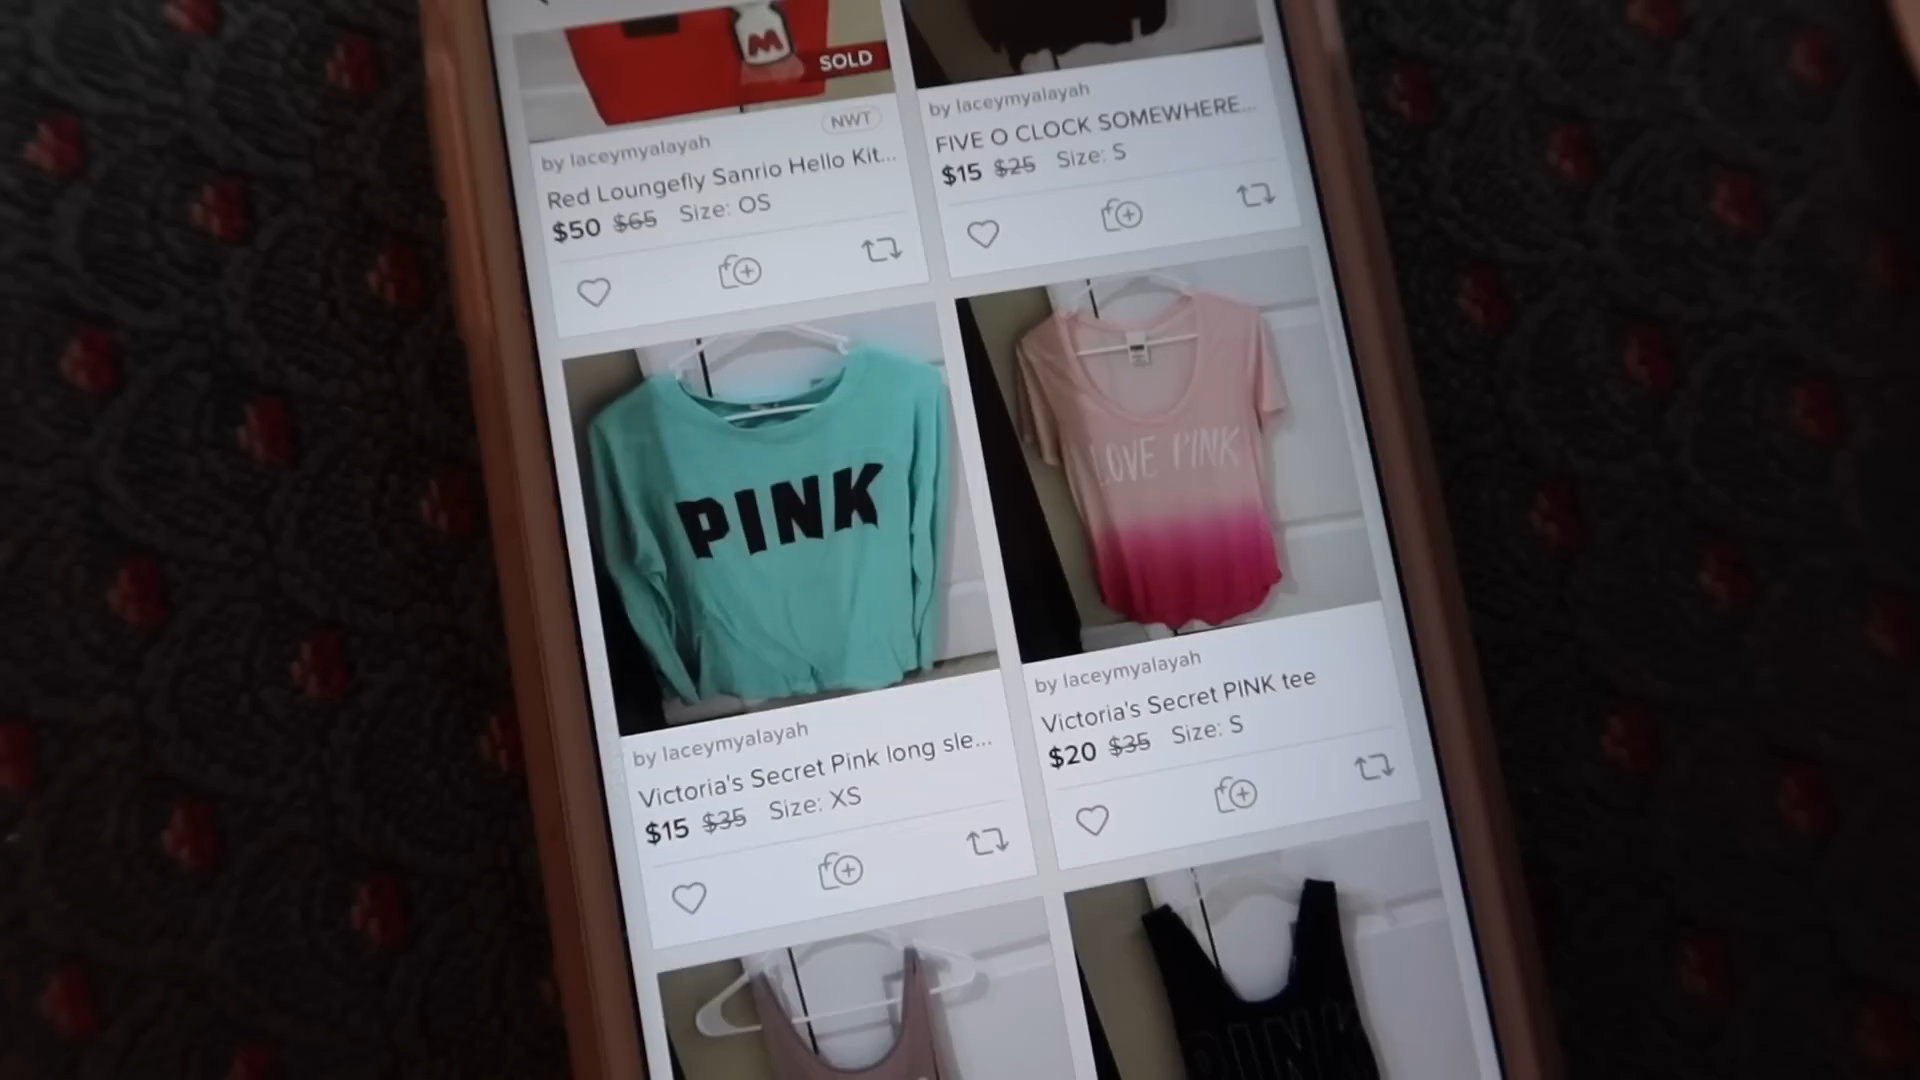 M
SOLD
NWT
by laceymyalayah
Red Loungefly Sanrio Hello Kit...
$50 $65 Size: OS
by laceymyalayah
FIVE O CLOCK SOMEWHERE...
$15 $25 Size: S
PINK
by laceymyalayah
Victoria's Secret Pink long sle...
$15 $35 Size: XS
LOVE PINK
by laceymyalayah
Victoria's Secret PINK tee
$20 $35 Size: S
PINK